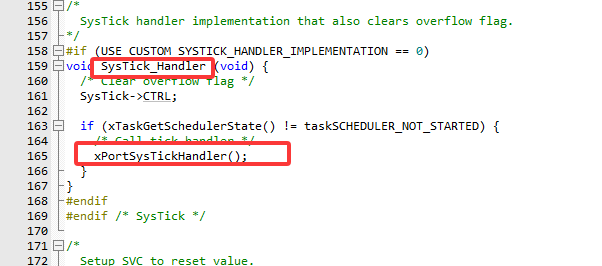 155 /*
156 SysTick handler implementation that also clears overflow flag.
157 */
158 #if (USE_CUSTOM_SYSTICK_HANDLER_IMPLEMENTATION == 0)
159 void SysTick_Handler (void) {
160 /* Clear overflow flag */
161 SysTick->CTRL;
162
163 if (xTaskGetSchedulerState() != taskSCHEDULER_NOT_STARTED) {
164 /* Call tick handler */
165 xPortSysTickHandler();
166 }
167 }
168 #endif
169 #endif /* SysTick */
170
171 /*
172 Setup SVC to reset value.